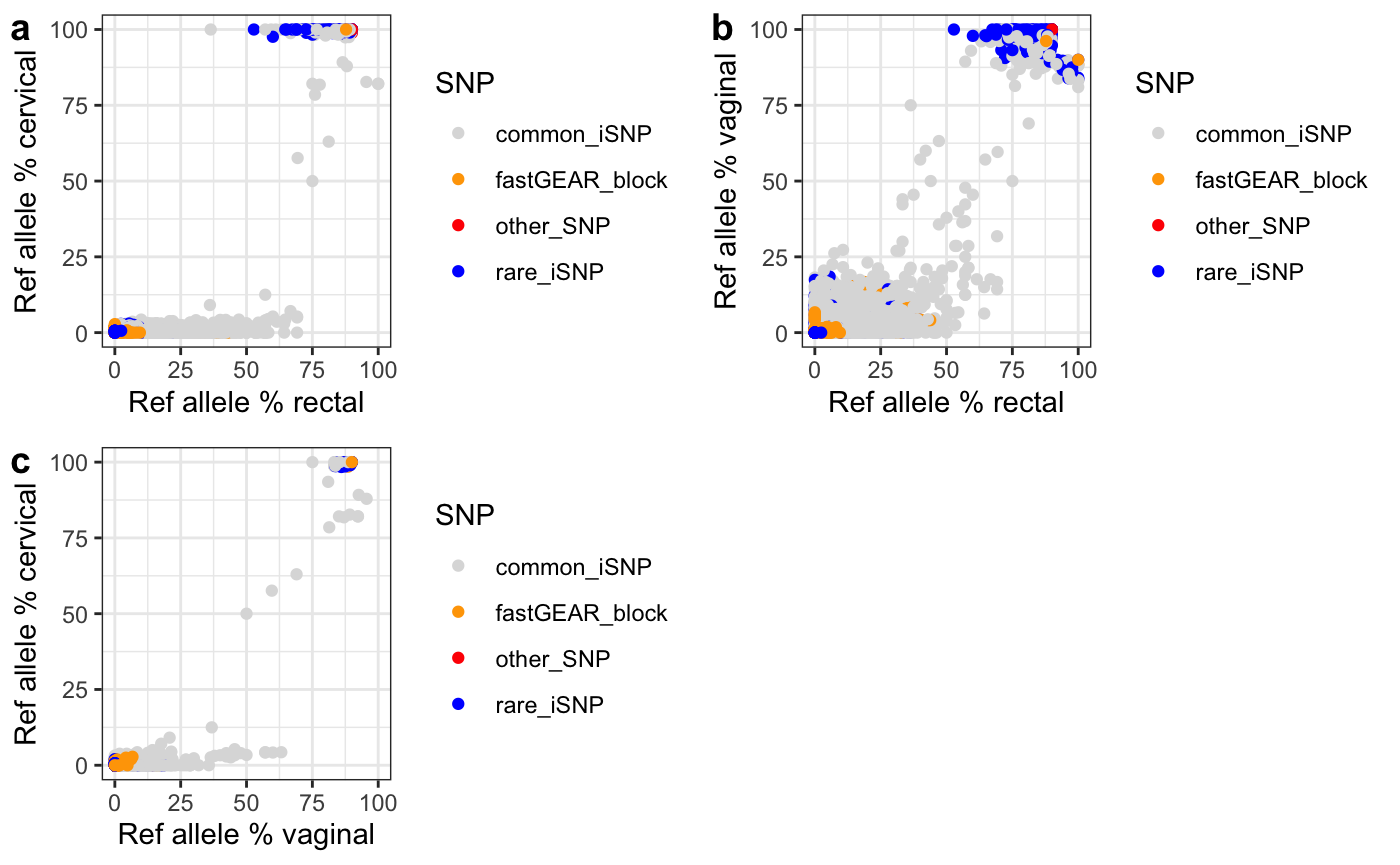 a
Ref allele % cervical
100
75
50
25
0
0 25 50 75 100
Ref allele % rectal
SNP
common_iSNP
fastGEAR_block
other_SNP
rare_iSNP
b
Ref allele % vaginal
100
75
50
25
0
0 25 50 75 100
Ref allele % rectal
SNP
common_iSNP
fastGEAR_block
other_SNP
rare_iSNP
c
Ref allele % cervical
100
75
50
25
0
0 25 50 75 100
Ref allele % vaginal
SNP
common_iSNP
fastGEAR_block
other_SNP
rare_iSNP